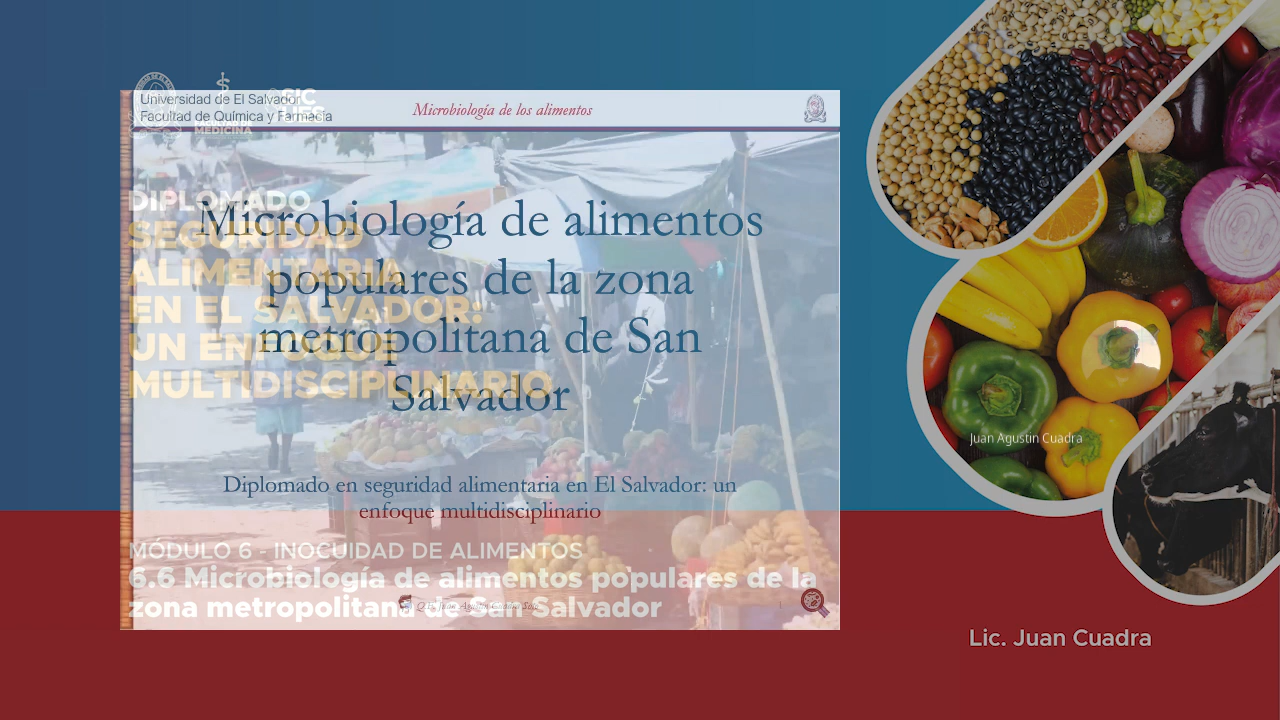 Universidad de El Salvador
Facultad de Química y Farmacia
MEDICINA
Microbiología de los alimentos
DIPLOMADO
SEGURIDAD
ALIMENTARIA
EN EL SALVADOR:
UN ENFOQUE
MULTIDISCIPLINARIO
Microbiología de alimentos
populares de la zona
metropolitana de San
Salvador
Diplomado en seguridad alimentaria en El Salvador: un
enfoque multidisciplinario
MÓDULO 6 - INOCUIDAD DE ALIMENTOS
6.6 Microbiología de alimentos populares de la
zona metropolitana de San Salvador
1
Juan Agustin Cuadra
Lic. Juan Cuadra